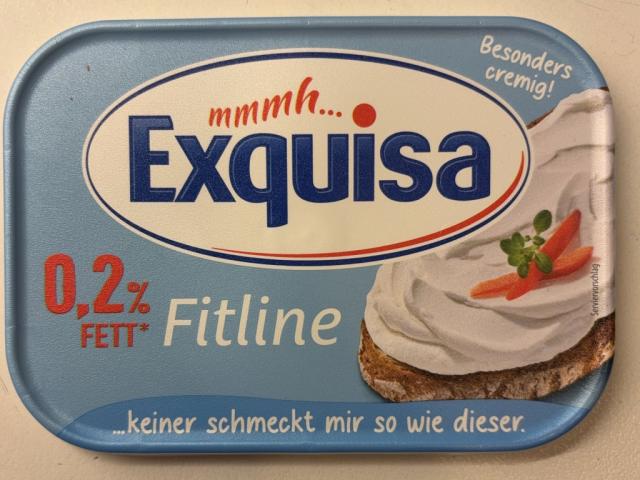 Besonders
cremig!
mmmh...
Exquisa
0,2%
FETT*
Fitline
Serviervorschlag
...keiner schmeckt mir so wie dieser.